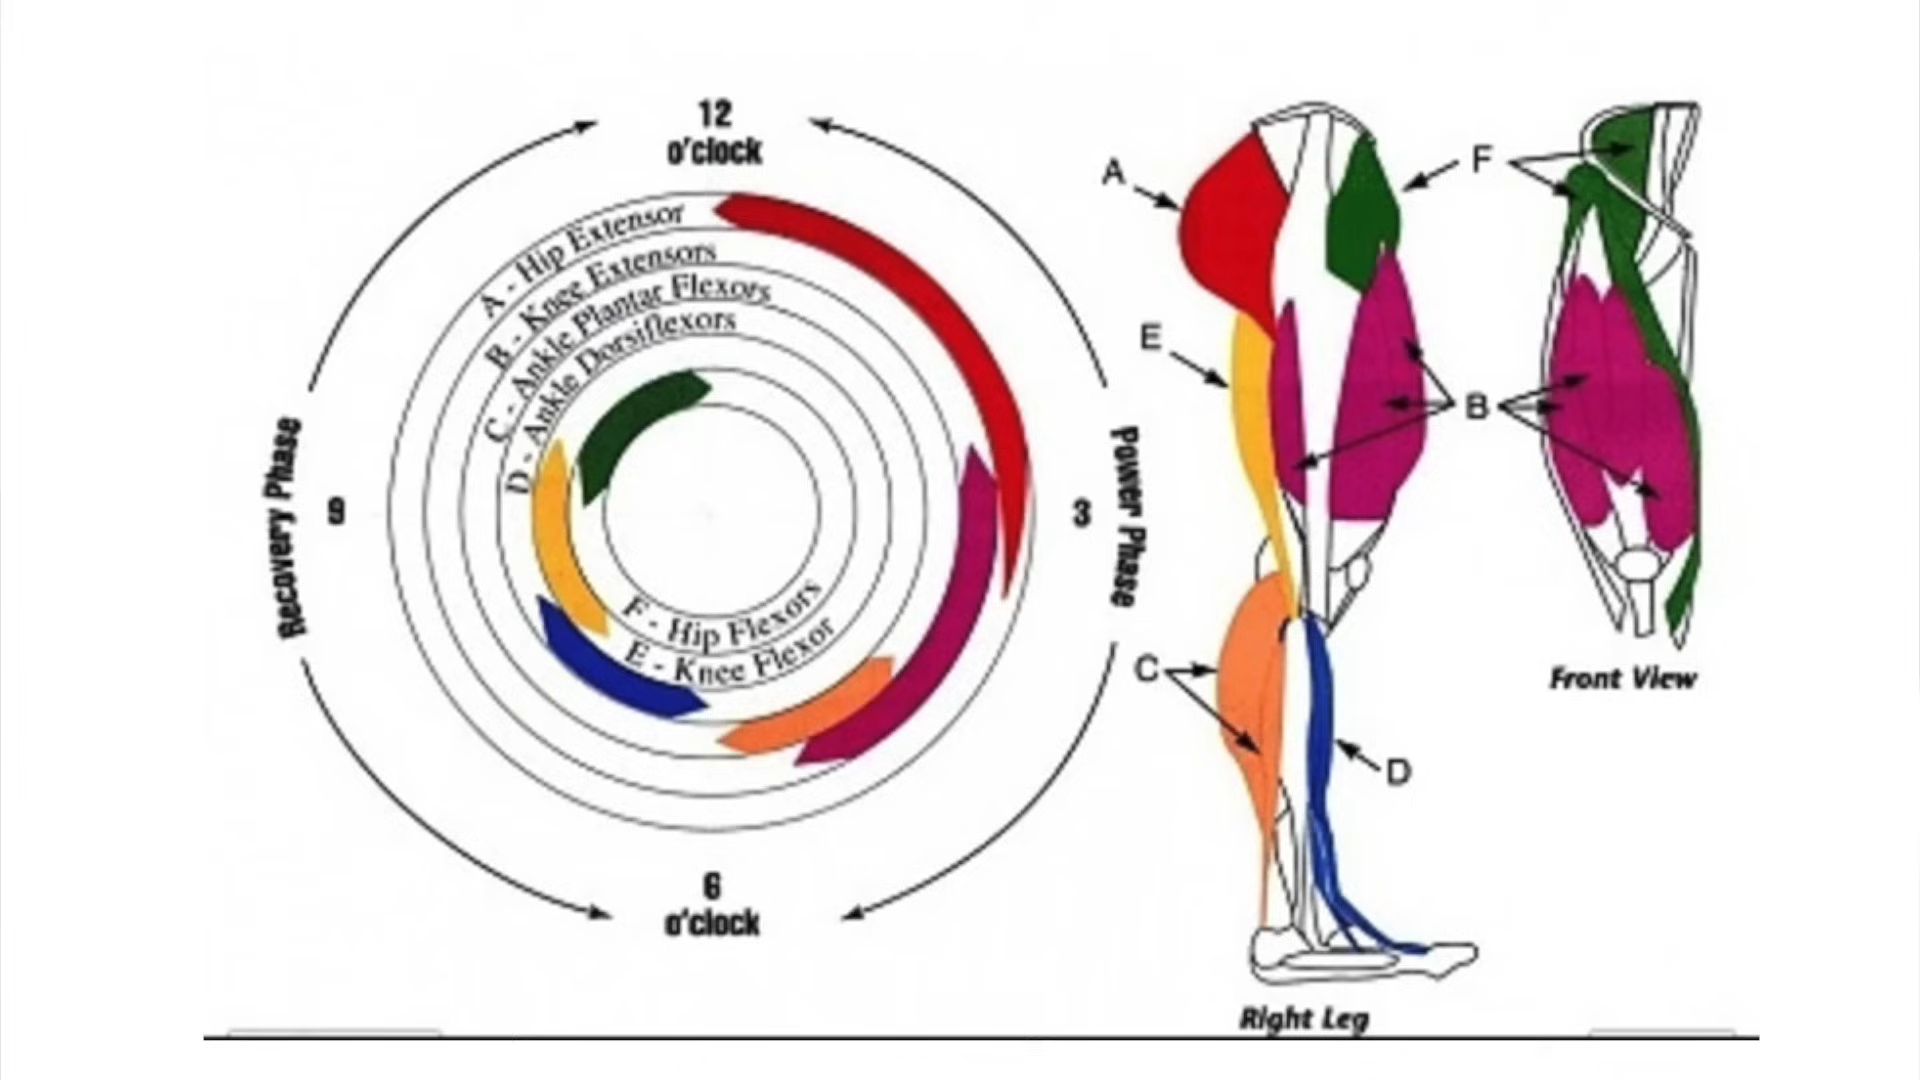 12
o'clock
A - Hip Extensor
B - Knee Extensors
C - Ankle Plantar Flexors
D - Ankle Dorsiflexors
F - Hip Flexors
E - Knee Flexor
Recovery Phase
9
3
Power Phase
6
o'clock
A
F
E
B
C
D
Front View
Right Leg